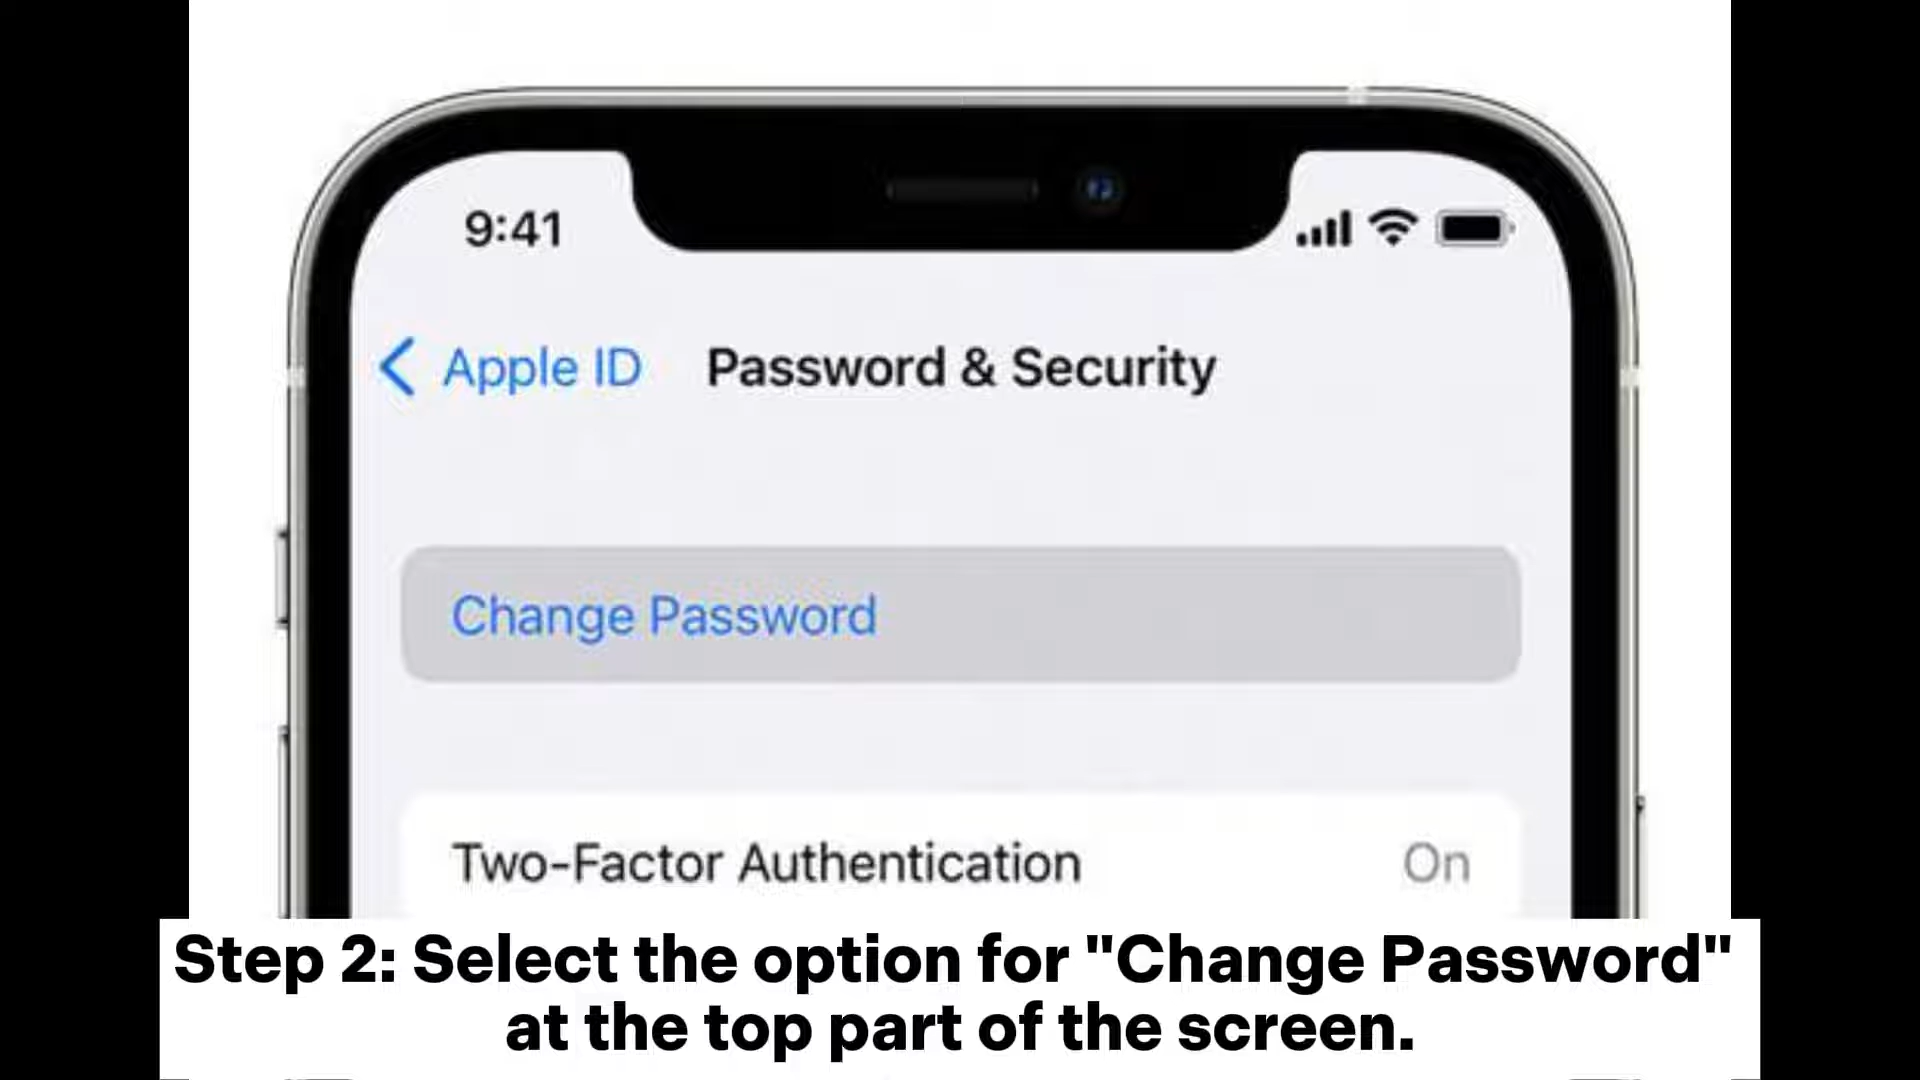 9:41
Apple ID Password & Security
Change Password
Two-Factor Authentication On
Step 2: Select the option for "Change Password"
at the top part of the screen.